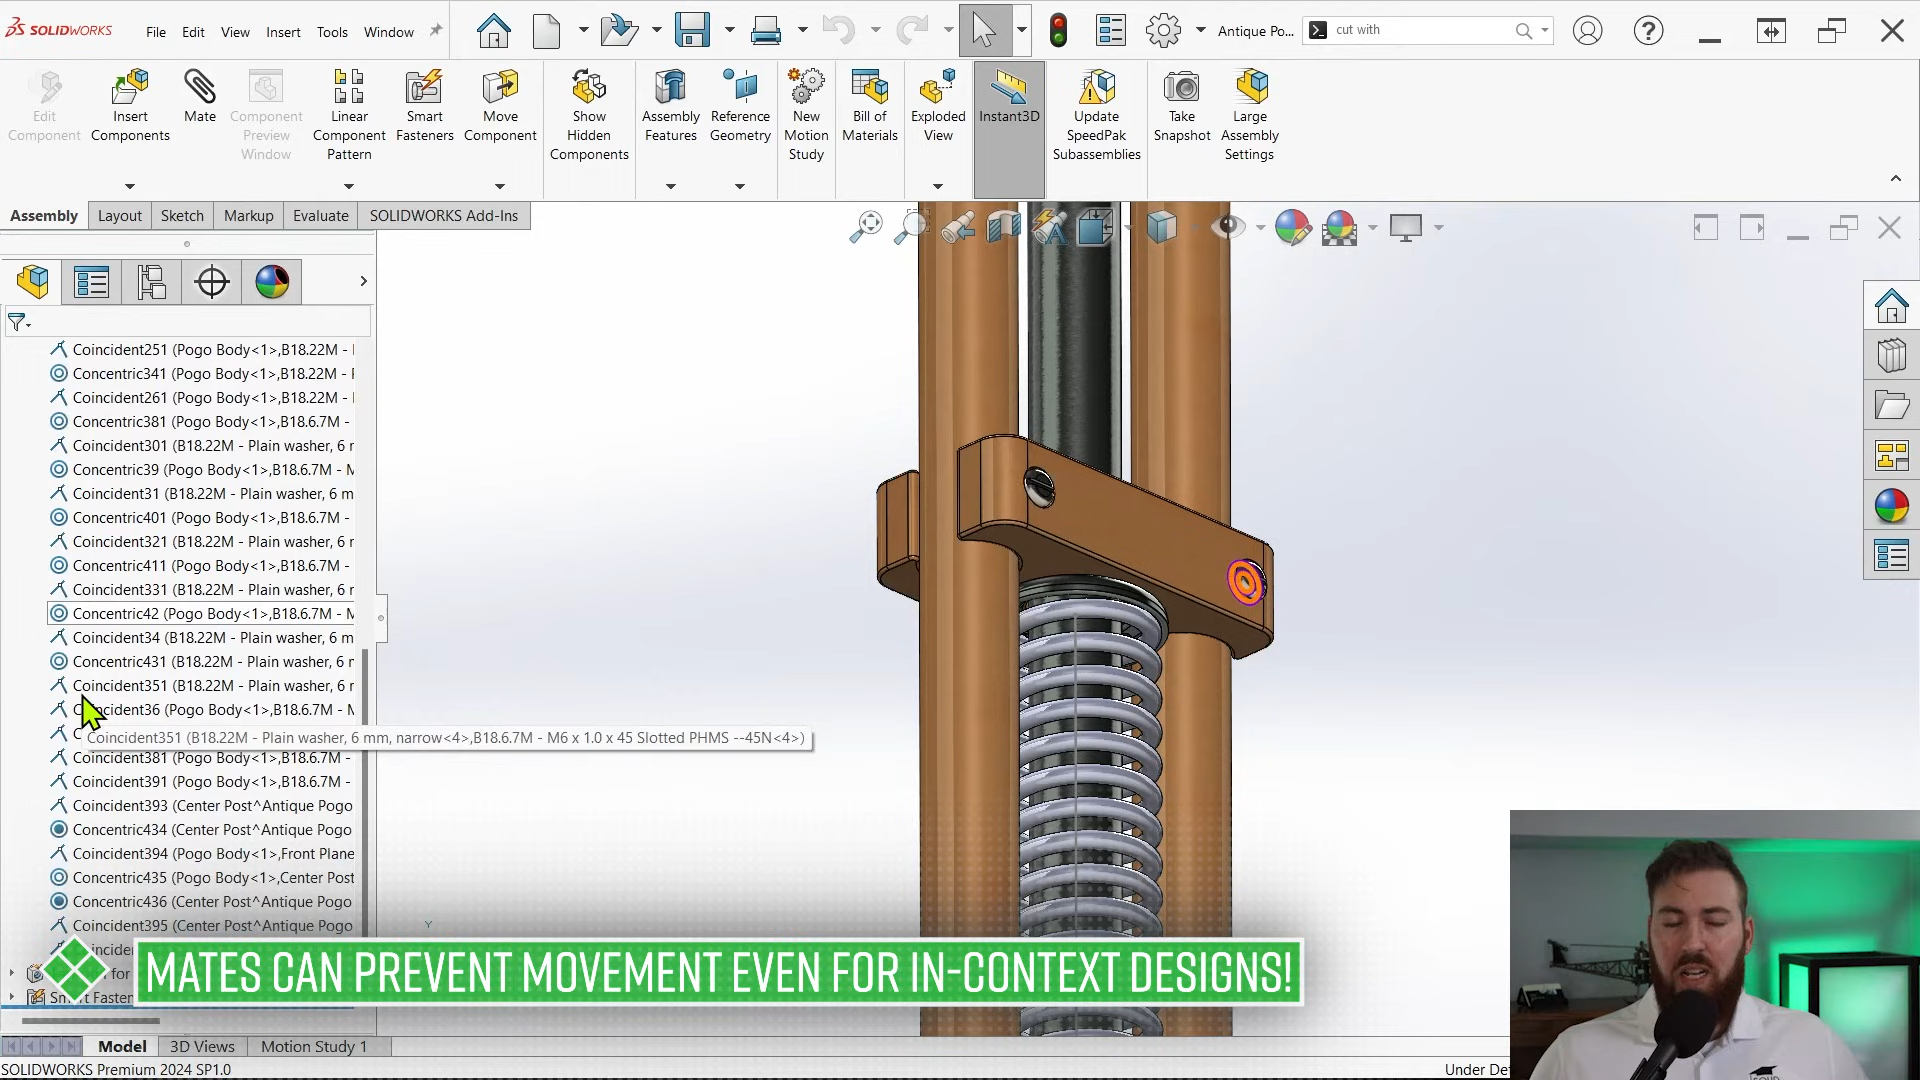 SOLIDWORKS
File Edit View Insert Tools Window
Antique Po...
cut with
Edit Component
Insert Components
Mate
Component Preview Window
Linear Component Pattern
Smart Fasteners
Move Component
Show Hidden Components
Assembly Features
Reference Geometry
New Motion Study
Bill of Materials
Exploded View
Instant3D
Update SpeedPak Subassemblies
Take Snapshot
Large Assembly Settings
Assembly Layout Sketch Markup Evaluate SOLIDWORKS Add-Ins
Coincident251 (Pogo Body<1>,B18.22M -
Concentric341 (Pogo Body<1>,B18.22M -
Coincident261 (Pogo Body<1>,B18.22M -
Concentric381 (Pogo Body<1>,B18.6.7M -
Coincident301 (B18.22M - Plain washer, 6
Concentric39 (Pogo Body<1>,B18.6.7M - M
Coincident31 (B18.22M - Plain washer, 6 m
Concentric401 (Pogo Body<1>,B18.6.7M -
Coincident321 (B18.22M - Plain washer, 6
Concentric411 (Pogo Body<1>,B18.6.7M -
Coincident331 (B18.22M - Plain washer, 6
Concentric42 (Pogo Body<1>,B18.6.7M - M
Coincident34 (B18.22M - Plain washer, 6 m
Concentric431 (B18.22M - Plain washer, 6
Coincident351 (B18.22M - Plain washer, 6
Coincident36 (Pogo Body<1>,B18.6.7M - M
Coincident351 (B18.22M - Plain washer, 6 mm, narrow<4>,B18.6.7M - M6 x 1.0 x 45 Slotted PHMS --45N<4>)
Coincident381 (Pogo Body<1>,B18.6.7M -
Coincident391 (Pogo Body<1>,B18.6.7M -
Coincident393 (Center Post^Antique Pogo
Concentric434 (Center Post^Antique Pogo
Coincident394 (Pogo Body<1>,Front Plane
Concentric435 (Pogo Body<1>,Center Post
Concentric436 (Center Post^Antique Pogo
Coincident395 (Center Post^Antique Pogo
Y
MATES CAN PREVENT MOVEMENT EVEN FOR IN-CONTEXT DESIGNS!
Model 3D Views Motion Study 1
SOLIDWORKS Premium 2024 SP1.0
Under De